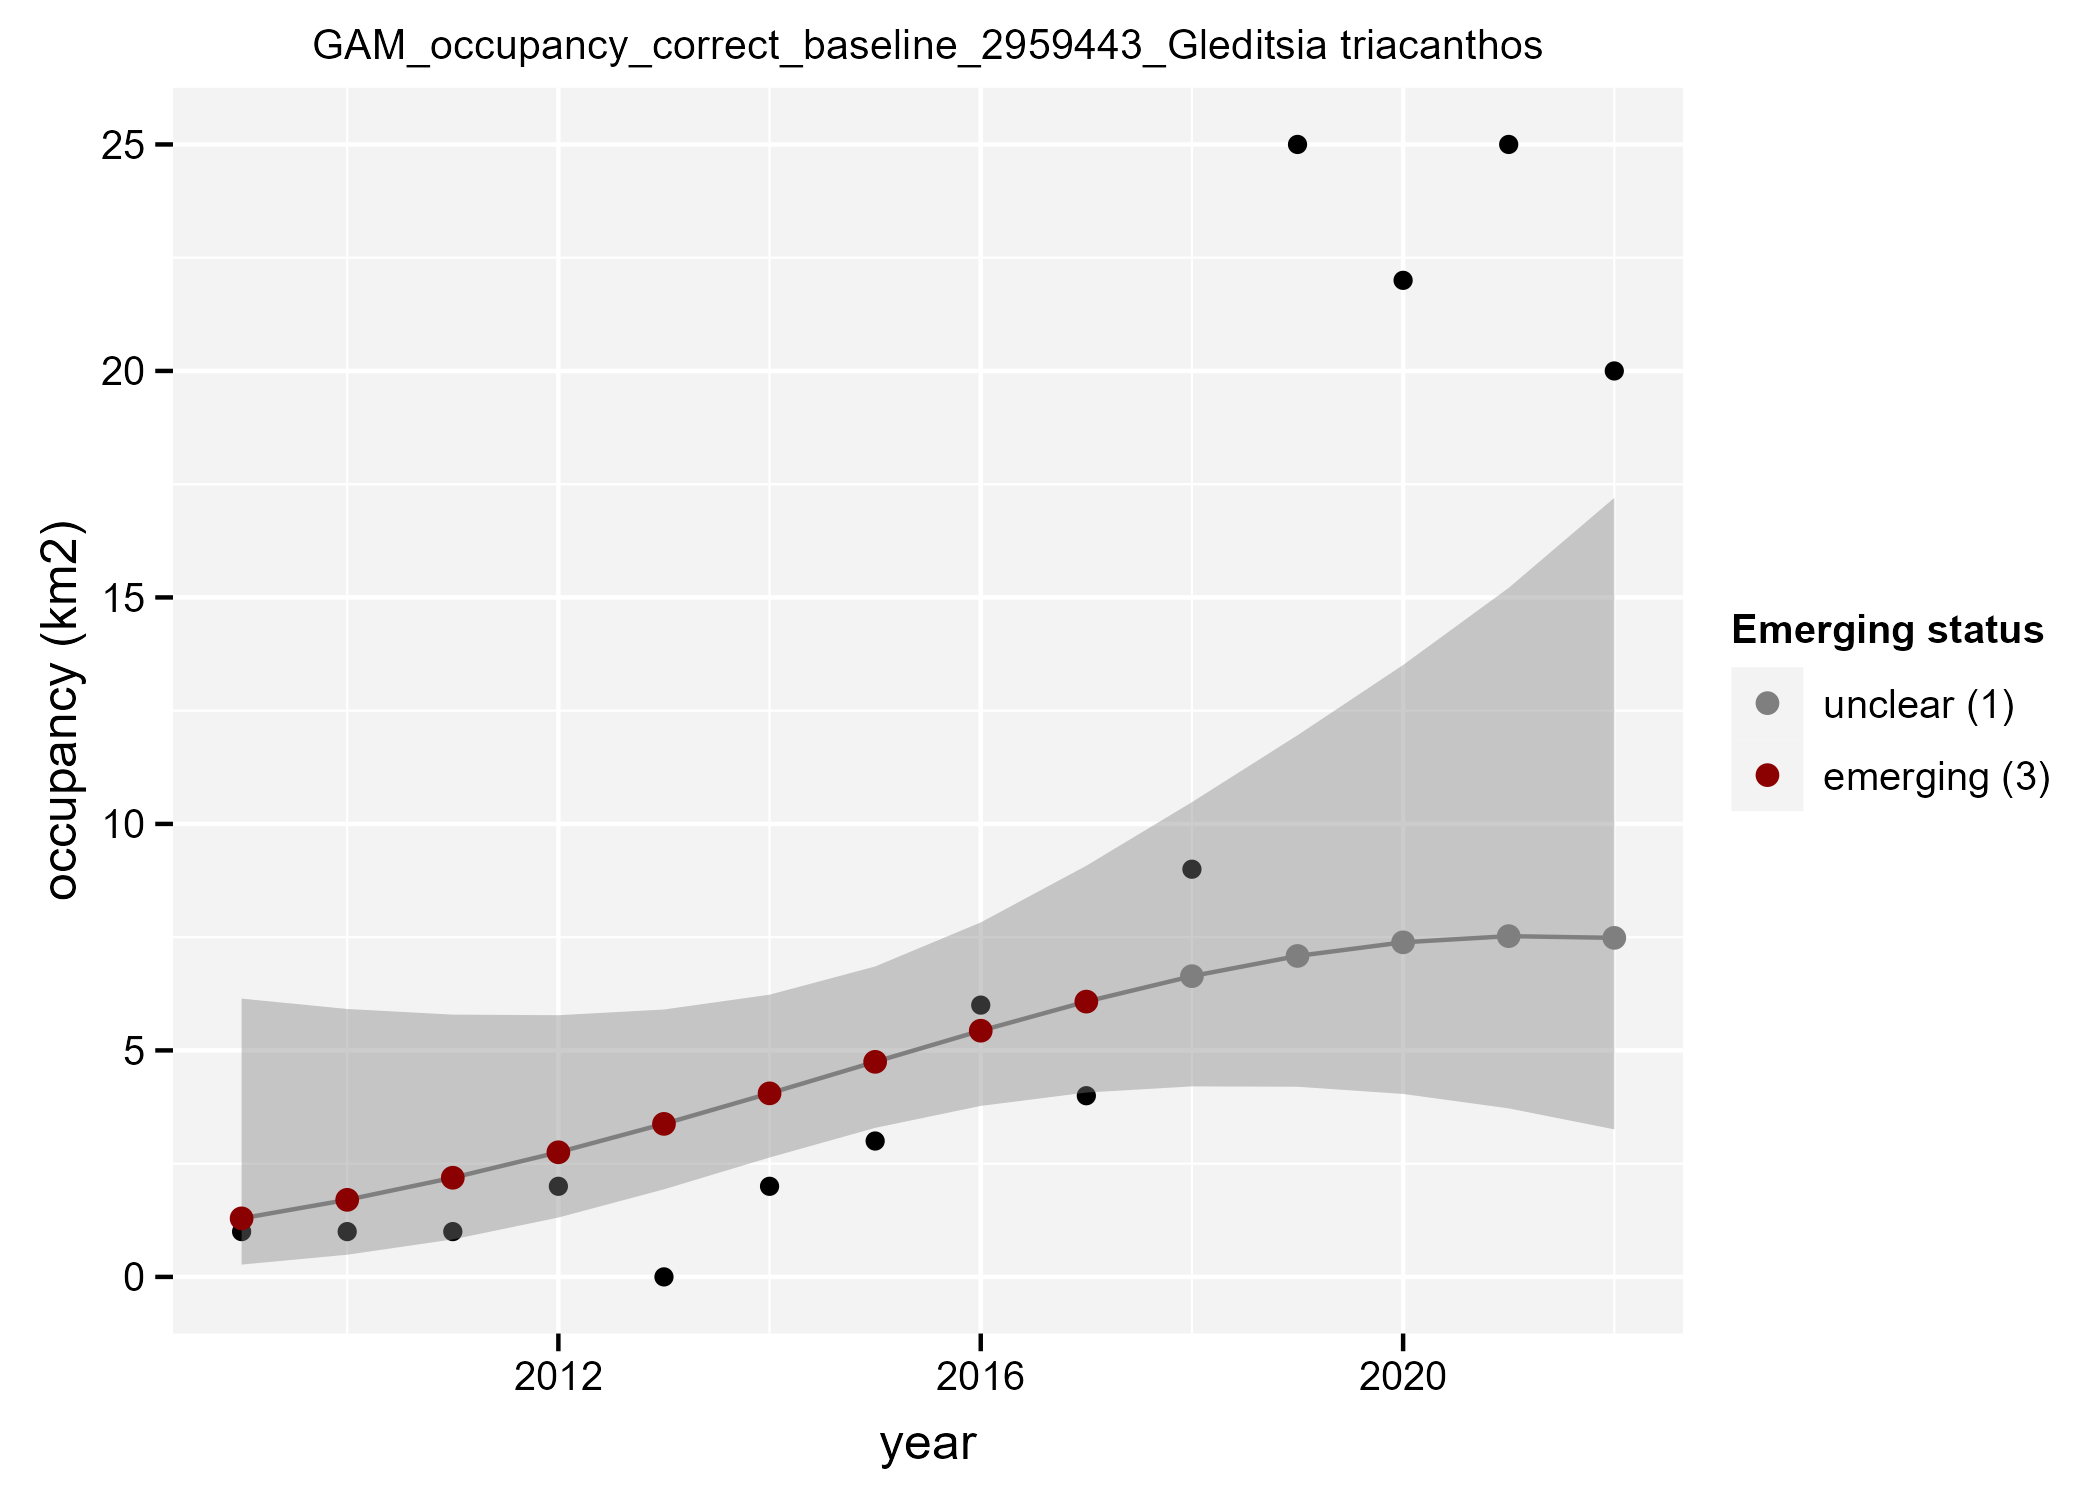 GAM_occupancy_correct_baseline_2959443_Gleditsia triacanthos
25
20
15
10
5
0
occupancy (km2)
2012 2016 2020
year
Emerging status
unclear (1)
emerging (3)